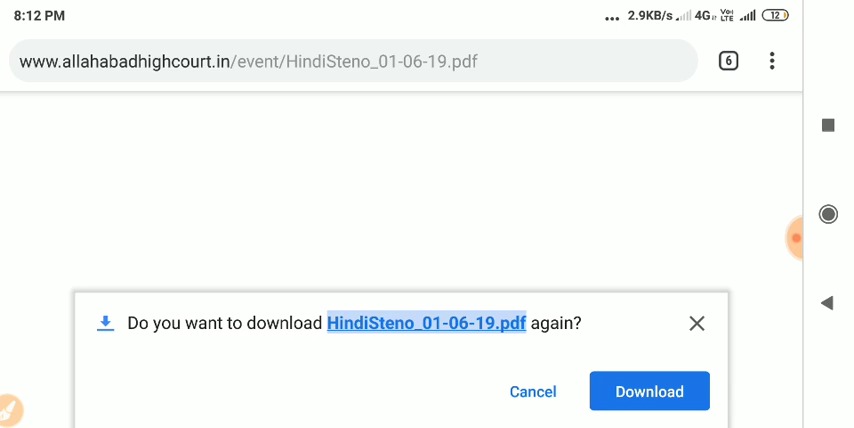 8:12 PM ... 2.9KB/s 4G Vo LTE 12
www.allahabadhighcourt.in/event/HindiSteno_01-06-19.pdf 6
Do you want to download HindiSteno_01-06-19.pdf again?
Cancel Download